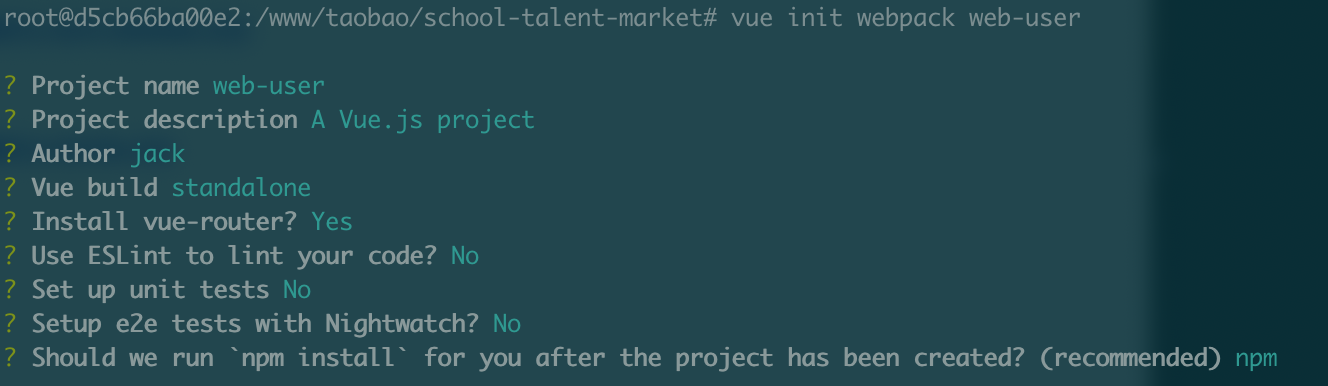 root@d5cb66ba00e2:/www/taobao/school-talent-market# vue init webpack web-user
? Project name web-user
? Project description A Vue.js project
? Author jack
? Vue build standalone
? Install vue-router? Yes
? Use ESLint to lint your code? No
? Set up unit tests No
? Setup e2e tests with Nightwatch? No
? Should we run `npm install` for you after the project has been created? (recommended) npm